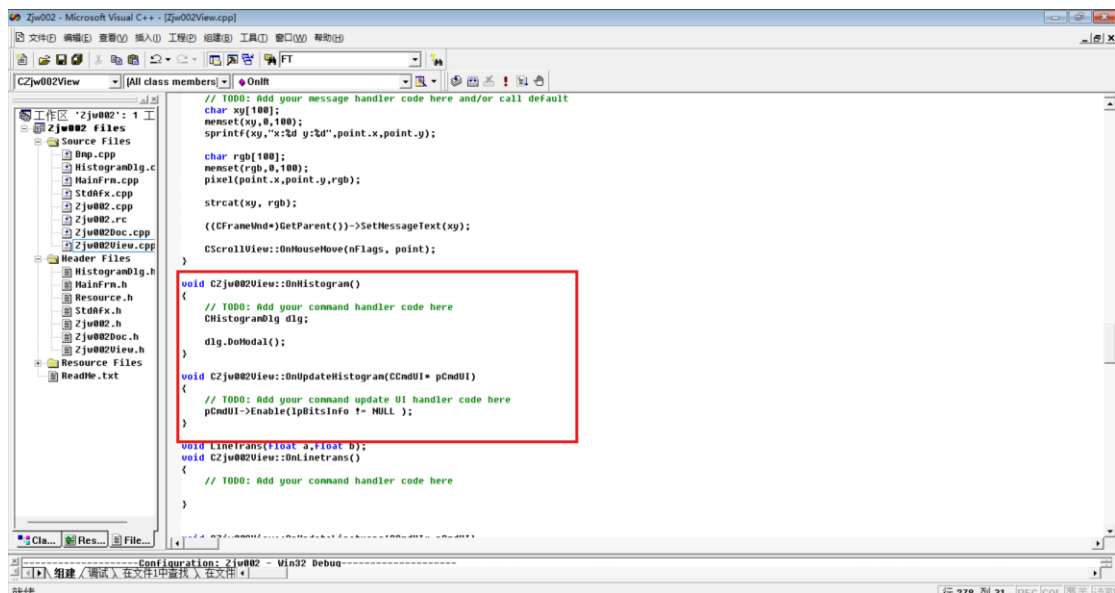 Zjw002 - Microsoft Visual C++ - [Zjw002View.cpp]
文件(F) 编辑(E) 查看(V) 插入(I) 工程(P) 组建(B) 工具(T) 窗口(W) 帮助(H)
FT
CZjw002View [All class members] OnIft
工作区 'Zjw002': 1 工
Zjw002 files
Source Files
Bmp.cpp
HistogramDlg.c
MainFrm.cpp
StdAfx.cpp
Zjw002.cpp
Zjw002.rc
Zjw002Doc.cpp
Zjw002View.cpp
Header Files
HistogramDlg.h
MainFrm.h
Resource.h
StdAfx.h
Zjw002.h
Zjw002Doc.h
Zjw002View.h
Resource Files
ReadMe.txt
Cla... Res... File...
// TODO: Add your message handler code here and/or call default
char xy[100];
memset(xy,0,100);
sprintf(xy,"x:%d y:%d",point.x,point.y);
char rgb[100];
memset(rgb,0,100);
pixel(point.x,point.y,rgb);
strcat(xy, rgb);
((CFrameWnd*)GetParent())->SetMessageText(xy);
CScrollView::OnMouseMove(nFlags, point);
}
void CZjw002View::OnHistogram()
{
// TODO: Add your command handler code here
CHistogramDlg dlg;
dlg.DoModal();
}
void CZjw002View::OnUpdateHistogram(CCmdUI* pCmdUI)
{
// TODO: Add your command update UI handler code here
pCmdUI->Enable(lpBitsInfo != NULL );
}
void LineTrans(float a,float b);
void CZjw002View::OnLinetrans()
{
// TODO: Add your command handler code here
}
--------------------Configuration: Zjw002 - Win32 Debug--------------------
组建 调试 在文件1中查找 在文件
就绪
行 278, 列 31 REC COL 覆盖 读取